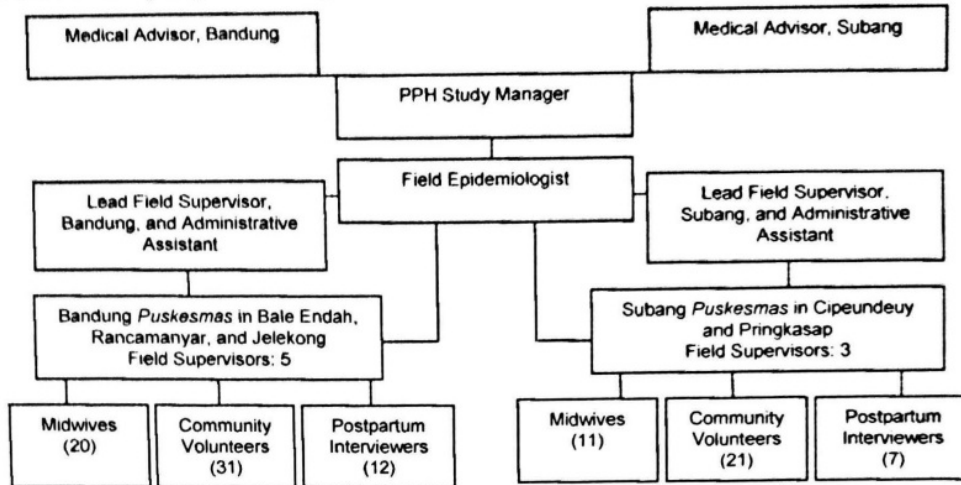 Medical Advisor, Bandung
Medical Advisor, Subang
PPH Study Manager
Field Epidemiologist
Lead Field Supervisor,
Bandung, and Administrative
Assistant
Lead Field Supervisor,
Subang, and Administrative
Assistant
Bandung Puskesmas in Bale Endah,
Rancamanyar, and Jelekong
Field Supervisors: 5
Subang Puskesmas in Cipeundeuy
and Pringkasap
Field Supervisors: 3
Midwives
(20)
Community
Volunteers
(31)
Postpartum
Interviewers
(12)
Midwives
(11)
Community
Volunteers
(21)
Postpartum
Interviewers
(7)